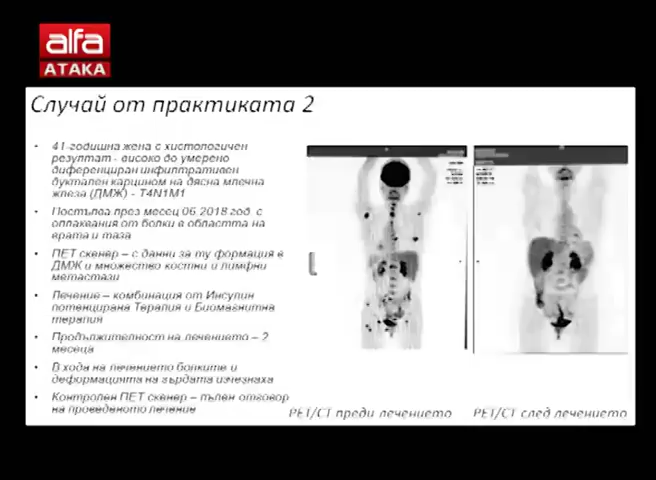 alfa
АТАКА
Случай от практиката 2
• 41-годишна жена с хистологичен
резултат - високо до умерено
диференциран инфилтративен
дуктален карцином на дясна млечна
жлеза (ДМЖ) - T4N1M1
• Постъпва през месец 06.2018 год. с
оплаквания от болки в областта на
врата и таза
• ПЕТ скенер – с данни за ту формация в
ДМЖ и множество костни и лимфни
метастази
• Лечение – комбинация от Инсулин
потенцирана Терапия и Биомагнитна
терапия
• Продължителност на лечението – 2
месеца
• В хода на лечението болките и
деформацията на гърдата изчезнаха
• Контролен ПЕТ скенер – пълен отговор
на проведеното лечение
PET/CT преди лечението
PET/CT след лечението